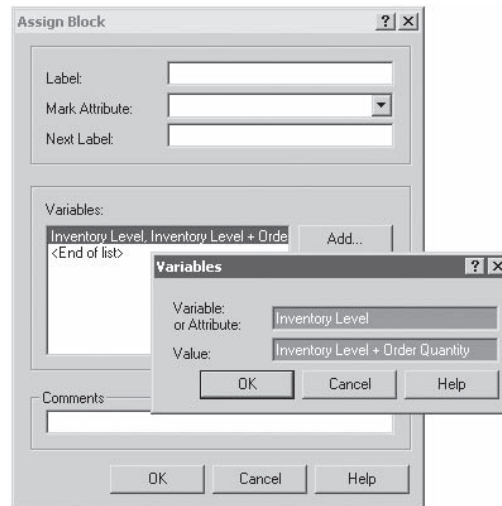 Assign Block
Label:
Mark Attribute:
Next Label:
Variables:
Inventory Level, Inventory Level + Orde
<End of list>
Add...
Variables
Variable:
or Attribute:
Inventory Level
Value:
Inventory Level + Order Quantity
OK
Cancel
Help
Comments
OK
Cancel
Help